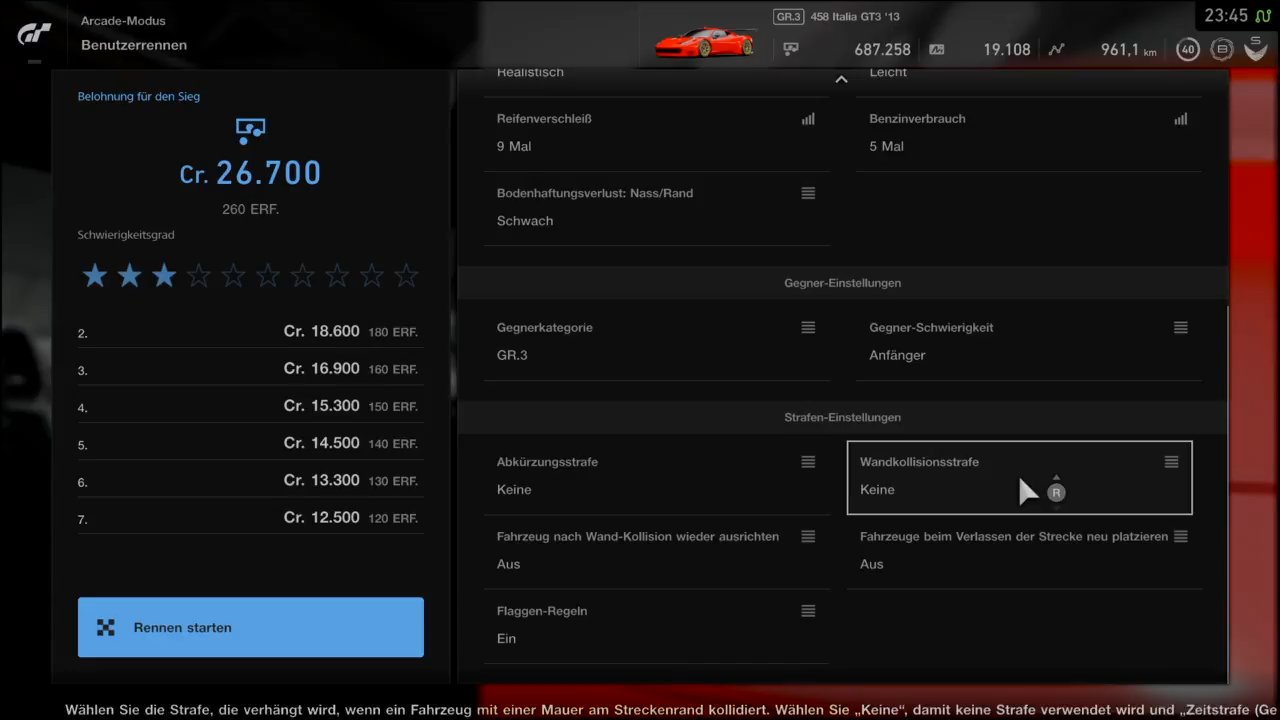 Arcade-Modus
Benutzerrennen
GR.3 458 Italia GT3 '13
687.258 19.108 961,1 km 40 B S
23:45
Belohnung für den Sieg
Cr. 26.700
260 ERF.
Schwierigkeitsgrad
2. Cr. 18.600 180 ERF.
3. Cr. 16.900 160 ERF.
4. Cr. 15.300 150 ERF.
5. Cr. 14.500 140 ERF.
6. Cr. 13.300 130 ERF.
7. Cr. 12.500 120 ERF.
Rennen starten
Realistisch
Leicht
Reifenverschleiß
9 Mal
Benzinverbrauch
5 Mal
Bodenhaftungsverlust: Nass/Rand
Schwach
Gegner-Einstellungen
Gegnerkategorie
GR.3
Gegner-Schwierigkeit
Anfänger
Strafen-Einstellungen
Abkürzungsstrafe
Keine
Wandkollisionsstrafe
Keine
R
Fahrzeug nach Wand-Kollision wieder ausrichten
Aus
Fahrzeuge beim Verlassen der Strecke neu platzieren
Aus
Flaggen-Regeln
Ein
Wählen Sie die Strafe, die verhängt wird, wenn ein Fahrzeug mit einer Mauer am Streckenrand kollidiert. Wählen Sie „Keine“, damit keine Strafe verwendet wird und „Zeitstrafe (Ge